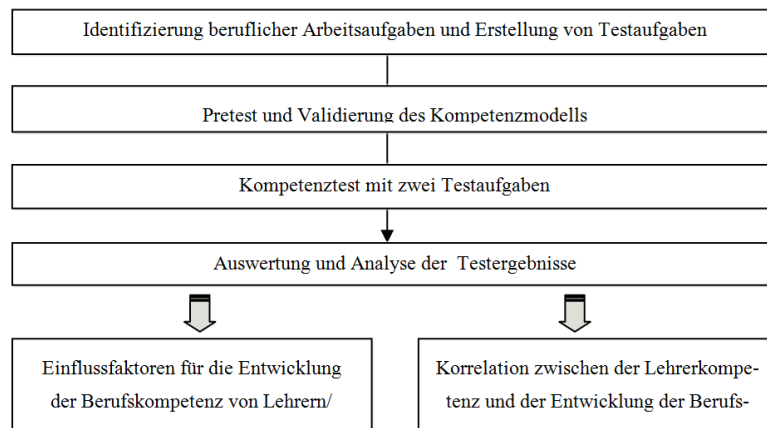 Identifizierung beruflicher Arbeitsaufgaben und Erstellung von Testaufgaben
Pretest und Validierung des Kompetenzmodells
Kompetenztest mit zwei Testaufgaben
Auswertung und Analyse der Testergebnisse
Einflussfaktoren für die Entwicklung
der Berufskompetenz von Lehrern/
Korrelation zwischen der Lehrerkompe-
tenz und der Entwicklung der Berufs-